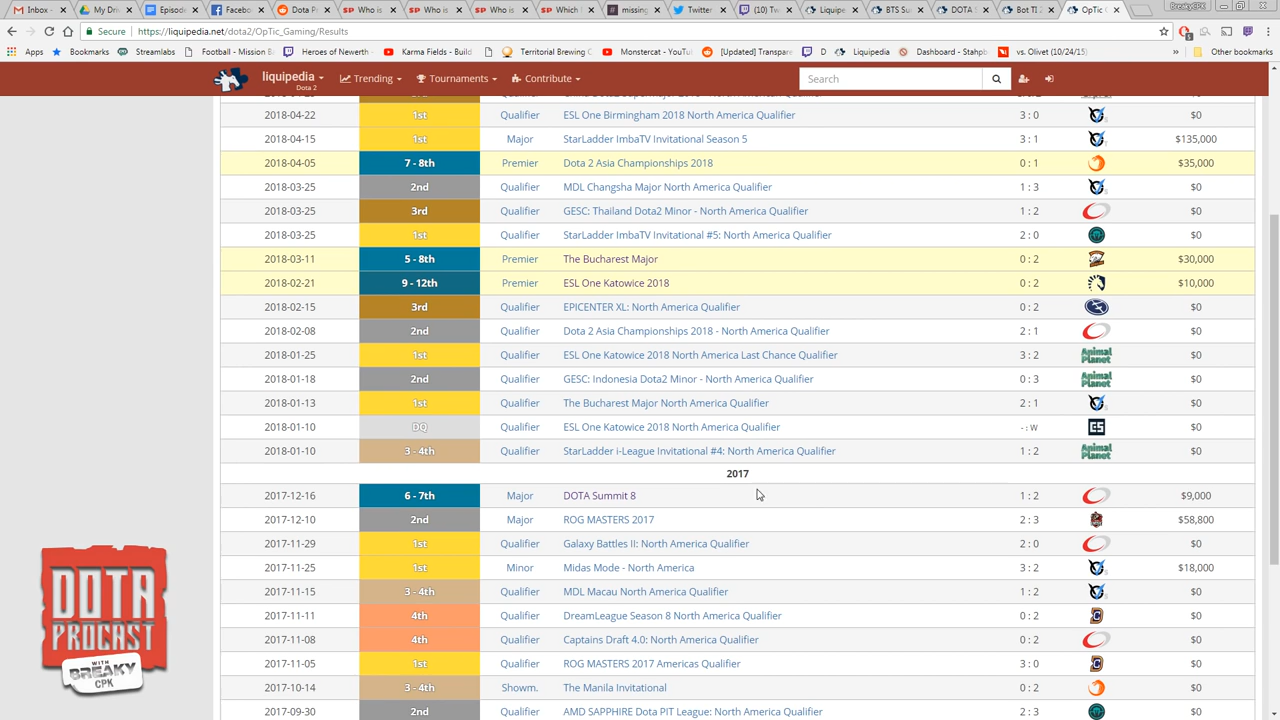 Inbox -
My Driv
Episode
Facebo
Dota Pi
Who is
Who is
Who is
Which P
missing
Twitter
(10) Tw
Liquipe
BTS Su
DOTA S
Bot TI 2
OpTic G
BreakyCPK
Secure https://liquipedia.net/dota2/OpTic_Gaming/Results
Apps Bookmarks Streamlabs Football - Mission B Heroes of Newerth Karma Fields - Build Territorial Brewing C Monstercat - YouTu [Updated] Transpare D Liquipedia Dashboard - Stahpb vs. Olivet (10/24/15) » Other bookmarks
liquipedia Dota 2 Trending Tournaments Contribute Search
2018-04-22 1st Qualifier ESL One Birmingham 2018 North America Qualifier 3 : 0 $0
2018-04-15 1st Major StarLadder ImbaTV Invitational Season 5 3 : 1 $135,000
2018-04-05 7 - 8th Premier Dota 2 Asia Championships 2018 0 : 1 $35,000
2018-03-25 2nd Qualifier MDL Changsha Major North America Qualifier 1 : 3 $0
2018-03-25 3rd Qualifier GESC: Thailand Dota2 Minor - North America Qualifier 1 : 2 $0
2018-03-25 1st Qualifier StarLadder ImbaTV Invitational #5: North America Qualifier 2 : 0 $0
2018-03-11 5 - 8th Premier The Bucharest Major 0 : 2 $30,000
2018-02-21 9 - 12th Premier ESL One Katowice 2018 0 : 2 $10,000
2018-02-15 3rd Qualifier EPICENTER XL: North America Qualifier 0 : 2 $0
2018-02-08 2nd Qualifier Dota 2 Asia Championships 2018 - North America Qualifier 2 : 1 $0
2018-01-25 1st Qualifier ESL One Katowice 2018 North America Last Chance Qualifier 3 : 2 Animal Planet $0
2018-01-18 2nd Qualifier GESC: Indonesia Dota2 Minor - North America Qualifier 0 : 3 Animal Planet $0
2018-01-13 1st Qualifier The Bucharest Major North America Qualifier 2 : 1 $0
2018-01-10 DQ Qualifier ESL One Katowice 2018 North America Qualifier - : W $0
2018-01-10 3 - 4th Qualifier StarLadder i-League Invitational #4: North America Qualifier 1 : 2 Animal Planet $0
2017
2017-12-16 6 - 7th Major DOTA Summit 8 1 : 2 $9,000
2017-12-10 2nd Major ROG MASTERS 2017 2 : 3 $58,800
2017-11-29 1st Qualifier Galaxy Battles II: North America Qualifier 2 : 0 $0
2017-11-25 1st Minor Midas Mode - North America 3 : 2 $18,000
2017-11-15 3 - 4th Qualifier MDL Macau North America Qualifier 1 : 2 $0
2017-11-11 4th Qualifier DreamLeague Season 8 North America Qualifier 0 : 2 $0
2017-11-08 4th Qualifier Captains Draft 4.0: North America Qualifier 0 : 2 $0
2017-11-05 1st Qualifier ROG MASTERS 2017 Americas Qualifier 3 : 0 $0
2017-10-14 3 - 4th Showm. The Manila Invitational 0 : 2 $0
2017-09-30 2nd Qualifier AMD SAPPHIRE Dota PIT League: North America Qualifier 2 : 3 $0
DOTA
PROCAST
WITH
BREAKY
CPK